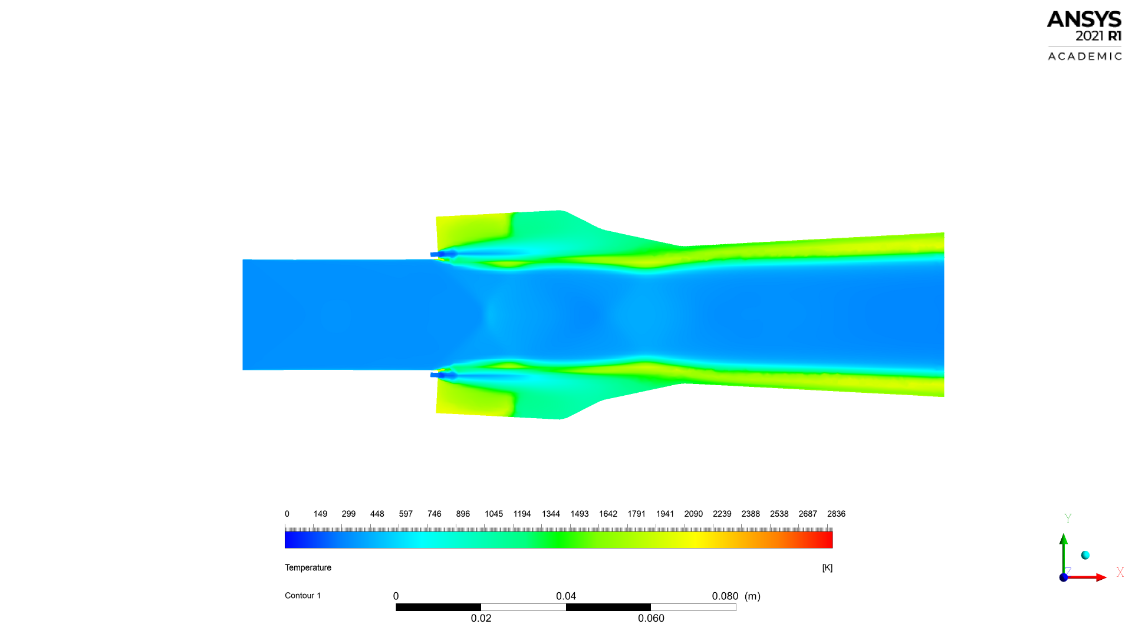 ANSYS
2021 R1
ACADEMIC
0 149 299 448 597 746 896 1045 1194 1344 1493 1642 1791 1941 2090 2239 2388 2538 2687 2836
Temperature [K]
Contour 1
0 0.04 0.080 (m)
0.02 0.060
Y
Z X